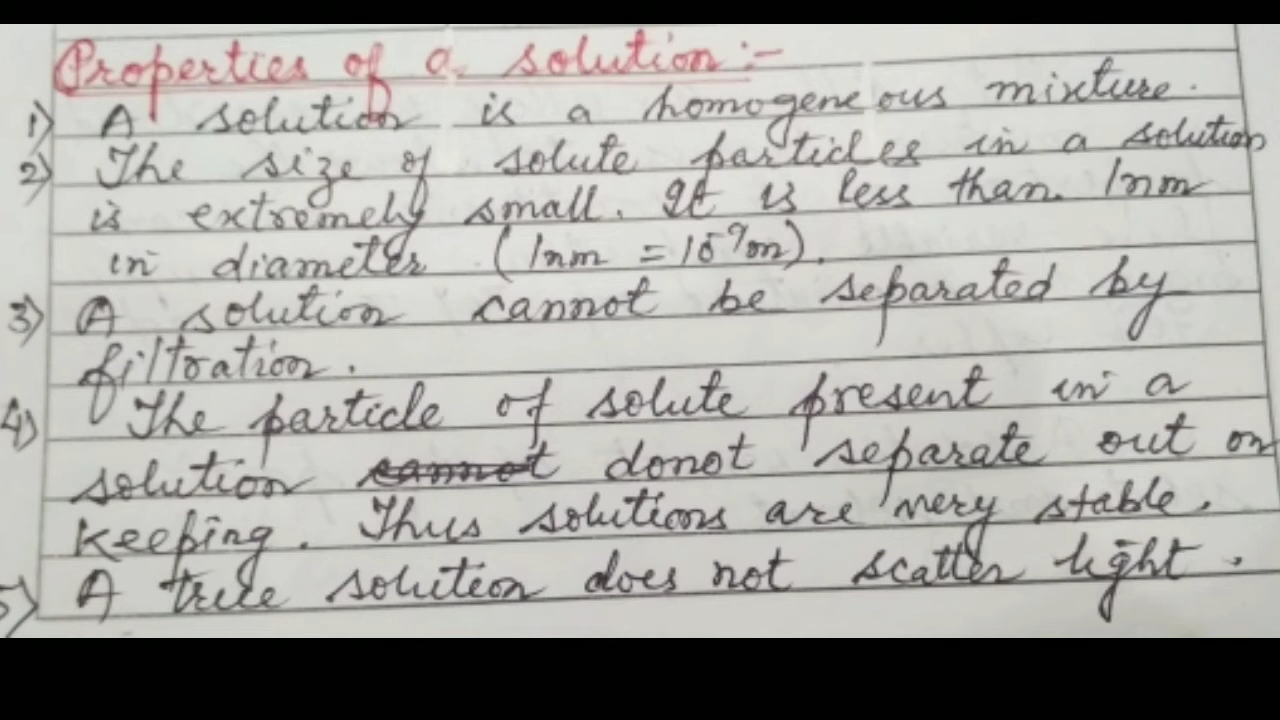 Properties of a solution :-
1) A solution is a homogeneous mixture.
2) The size of solute particles in a solution
is extremely small. It is less than 1nm
in diameter (1nm = 10⁻⁹m).
3) A solution cannot be separated by
filtration.
4) The particle of solute present in a
solution cannot donot separate out on
keeping. Thus solutions are very stable.
5) A true solution does not scatter light.